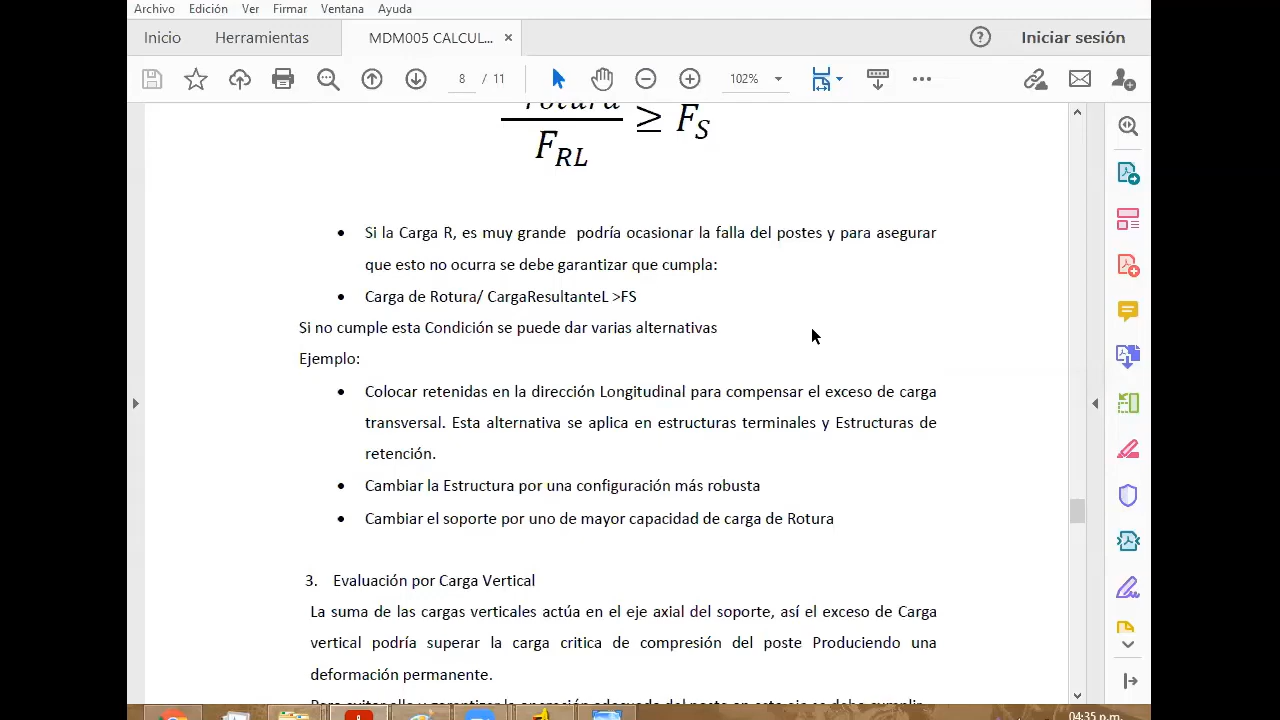 Archivo Edición Ver Firmar Ventana Ayuda
Inicio Herramientas MDM005 CALCUL... × ? Iniciar sesión
8 / 11 102%
rotura
F_RL ≥ F_S
• Si la Carga R, es muy grande podría ocasionar la falla del postes y para asegurar
que esto no ocurra se debe garantizar que cumpla:
• Carga de Rotura/ CargaResultanteL >FS
Si no cumple esta Condición se puede dar varias alternativas
Ejemplo:
• Colocar retenidas en la dirección Longitudinal para compensar el exceso de carga
transversal. Esta alternativa se aplica en estructuras terminales y Estructuras de
retención.
• Cambiar la Estructura por una configuración más robusta
• Cambiar el soporte por uno de mayor capacidad de carga de Rotura
3. Evaluación por Carga Vertical
La suma de las cargas verticales actúa en el eje axial del soporte, así el exceso de Carga
vertical podría superar la carga critica de compresión del poste Produciendo una
deformación permanente.
04:35 p.m.